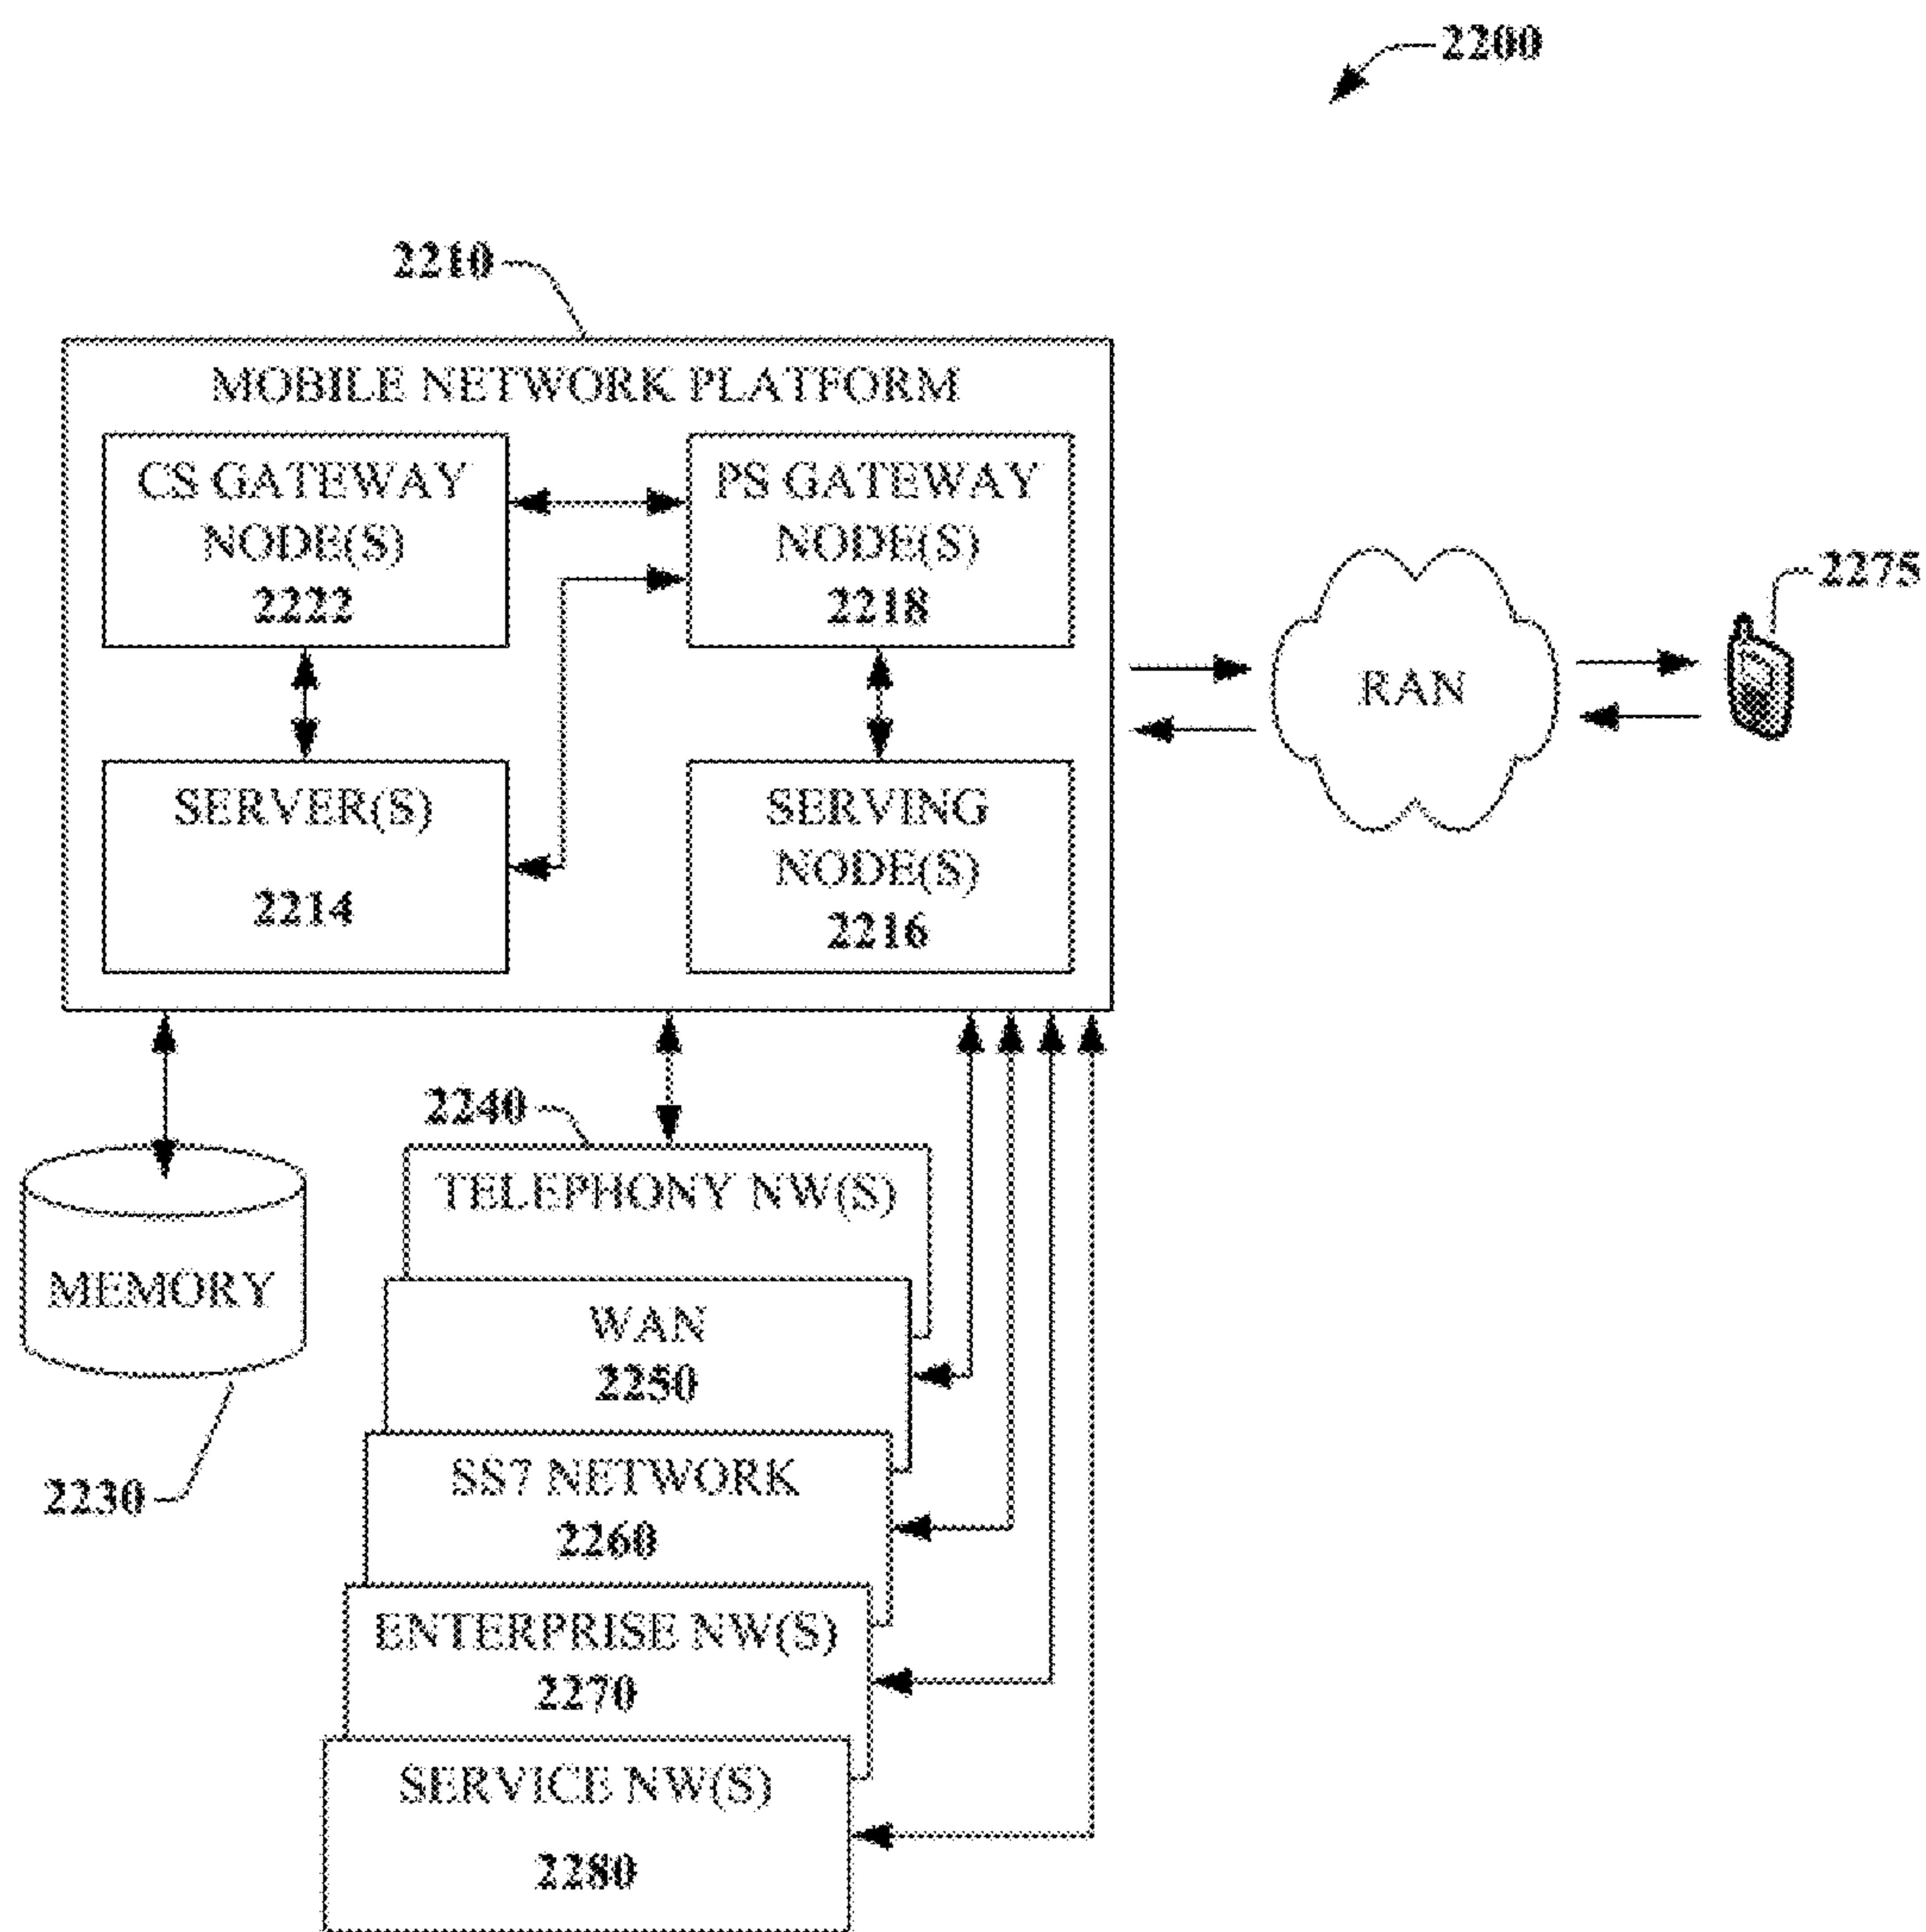 2200
2210
MOBILE NETWORK PLATFORM
CS GATEWAY
NODE(S)
2222
PS GATEWAY
NODE(S)
2218
SERVER(S)
2214
SERVING
NODE(S)
2216
RAN
2275
2240
TELEPHONY NW(S)
MEMORY
2230
WAN
2250
SS7 NETWORK
2260
ENTERPRISE NW(S)
2270
SERVICE NW(S)
2280